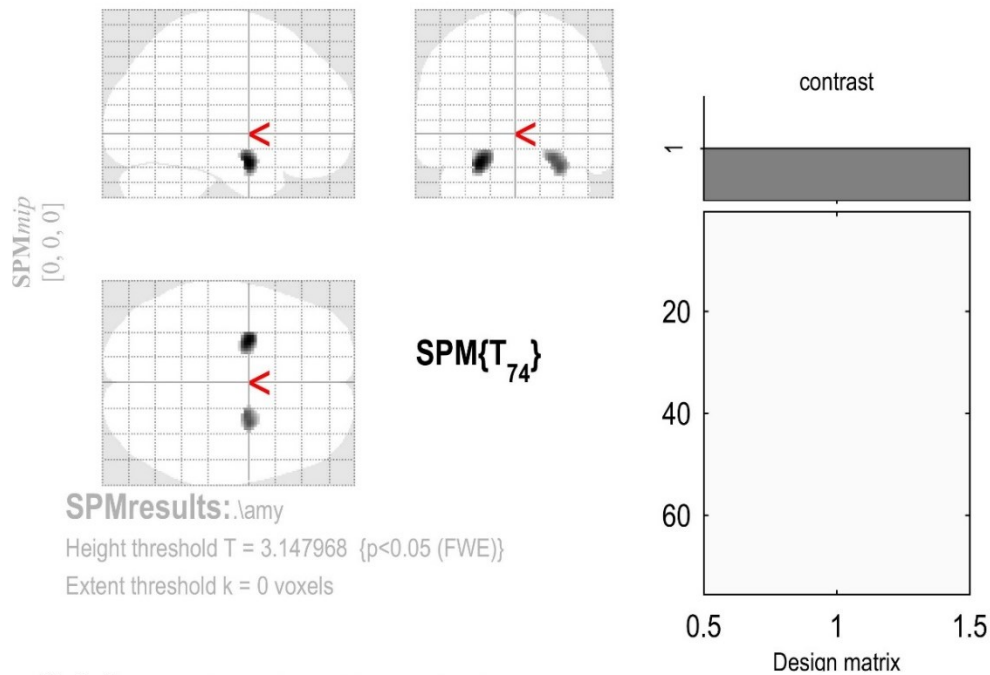 contrast
1
SPMmip
[0, 0, 0]
SPM{T74}
20
40
60
SPMresults: .\amy
Height threshold T = 3.147968 {p<0.05 (FWE)}
Extent threshold k = 0 voxels
0.5 1 1.5
Design matrix